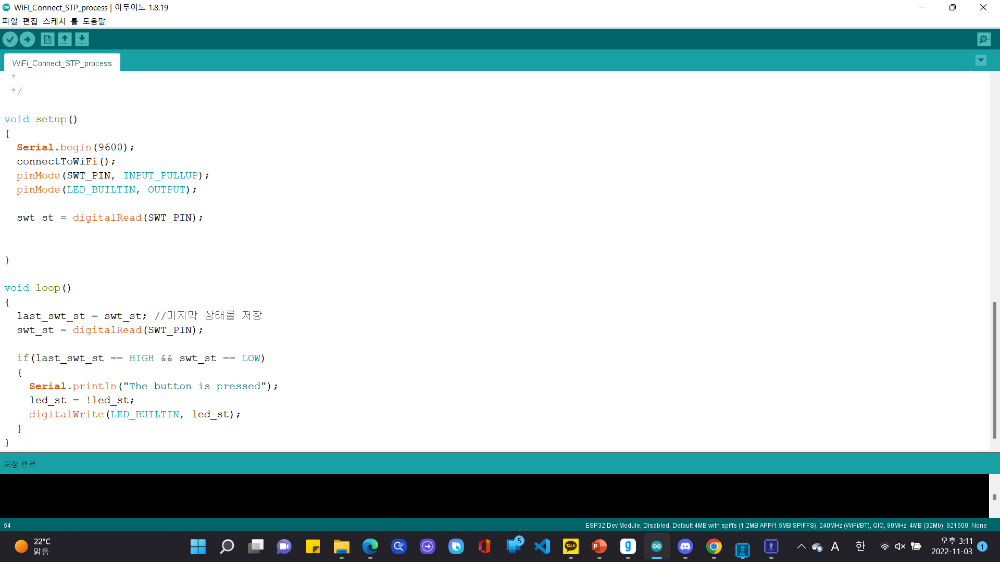 WiFi_Connect_STP_process | 아두이노 1.8.19
파일 편집 스케치 툴 도움말
WiFi_Connect_STP_process
*
*/
void setup()
{
Serial.begin(9600);
connectToWiFi();
pinMode(SWT_PIN, INPUT_PULLUP);
pinMode(LED_BUILTIN, OUTPUT);
swt_st = digitalRead(SWT_PIN);
}
void loop()
{
last_swt_st = swt_st; //마지막 상태를 저장
swt_st = digitalRead(SWT_PIN);
if(last_swt_st == HIGH && swt_st == LOW)
{
Serial.println("The button is pressed");
led_st = !led_st;
digitalWrite(LED_BUILTIN, led_st);
}
}
저장 완료.
54
ESP32 Dev Module, Disabled, Default 4MB with spiffs (1.2MB APP/1.5MB SPIFFS), 240MHz (WiFi/BT), QIO, 80MHz, 4MB (32Mb), 921600, None
22°C
맑음
5
TALK
P
g
A
한
오후 3:11
2022-11-03
1